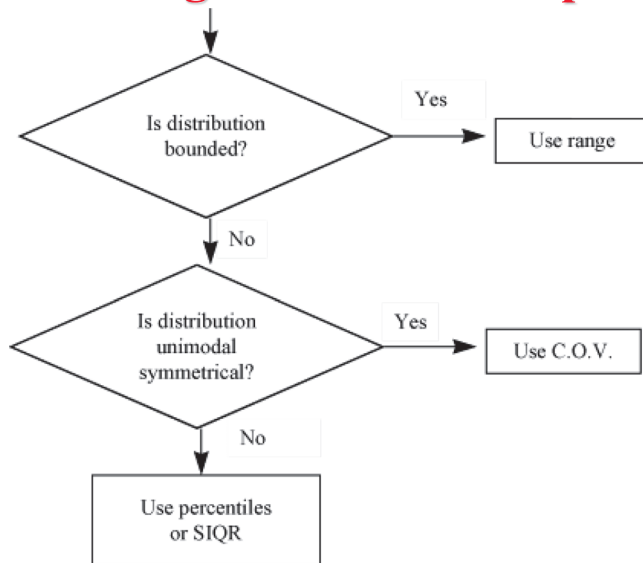 Is distribution
bounded?
Yes
Use range
No
Is distribution
unimodal
symmetrical?
Yes
Use C.O.V.
No
Use percentiles
or SIQR